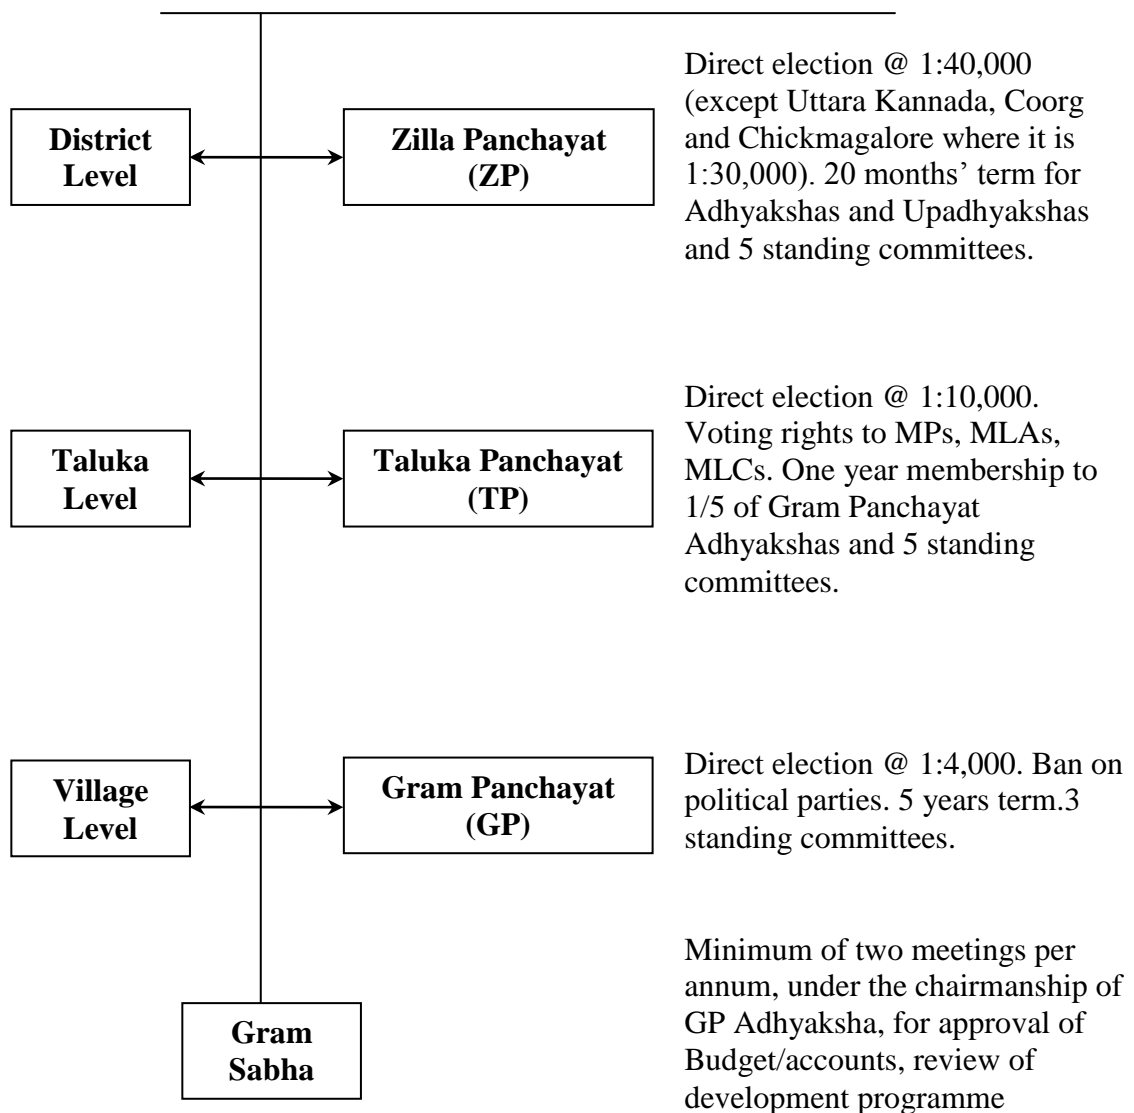 District
Level
Zilla Panchayat
(ZP)
Direct election @ 1:40,000
(except Uttara Kannada, Coorg
and Chickmagalore where it is
1:30,000). 20 months’ term for
Adhyakshas and Upadhyakshas
and 5 standing committees.
Taluka
Level
Taluka Panchayat
(TP)
Direct election @ 1:10,000.
Voting rights to MPs, MLAs,
MLCs. One year membership to
1/5 of Gram Panchayat
Adhyakshas and 5 standing
committees.
Village
Level
Gram Panchayat
(GP)
Direct election @ 1:4,000. Ban on
political parties. 5 years term.3
standing committees.
Gram
Sabha
Minimum of two meetings per
annum, under the chairmanship of
GP Adhyaksha, for approval of
Budget/accounts, review of
development programme